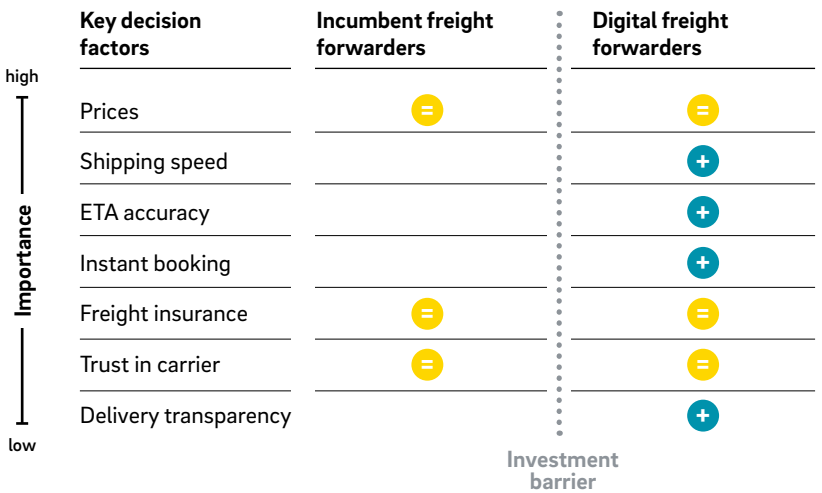 Key decision
factors
Incumbent freight
forwarders
Digital freight
forwarders
high
Importance
low
Prices = =
Shipping speed +
ETA accuracy +
Instant booking +
Freight insurance = =
Trust in carrier = =
Delivery transparency +
Investment
barrier